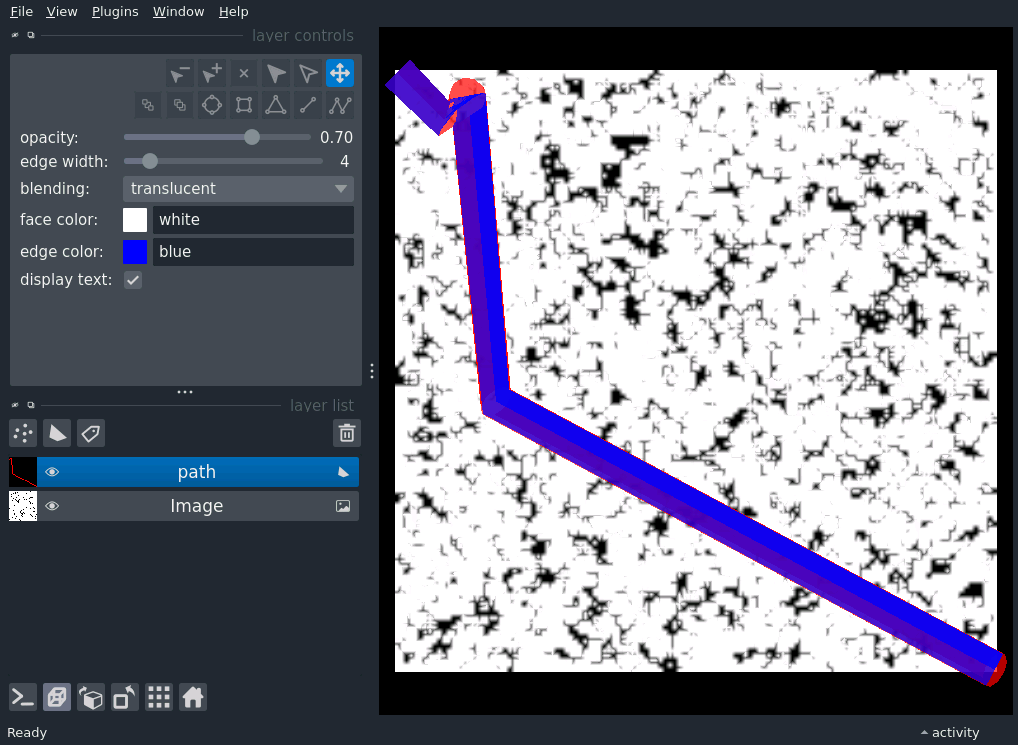 File View Plugins Window Help
layer controls
opacity: 0.70
edge width: 4
blending: translucent
face color: white
edge color: blue
display text:
layer list
path
Image
Ready activity